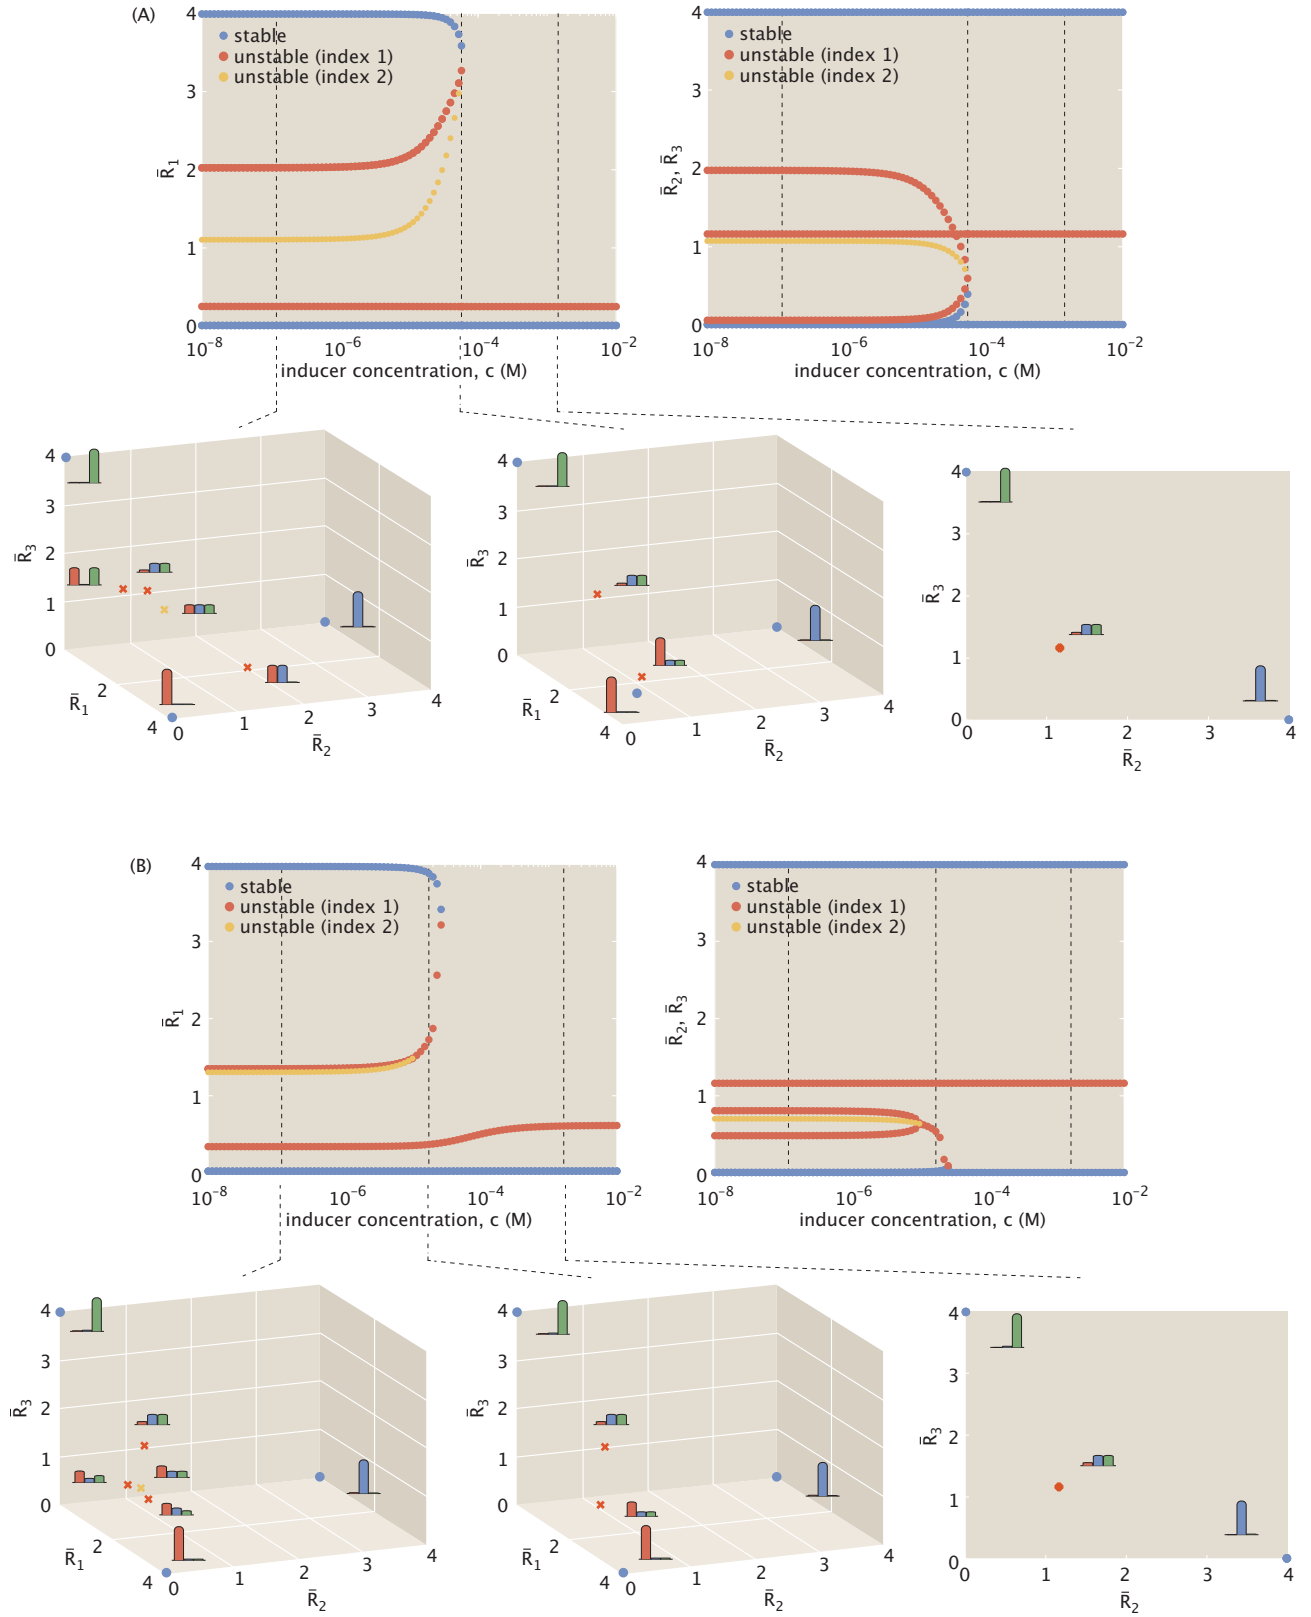 (A)
4
3
2
1
0
R̄1
stable
unstable (index 1)
unstable (index 2)
10⁻⁸ 10⁻⁶ 10⁻⁴ 10⁻²
inducer concentration, c (M)
4
3
2
1
0
R̄2, R̄3
stable
unstable (index 1)
unstable (index 2)
10⁻⁸ 10⁻⁶ 10⁻⁴ 10⁻²
inducer concentration, c (M)
4
3
2
1
0
R̄3
2
4
R̄1
0 1 2 3 4
R̄2
4
3
2
1
0
R̄3
2
4
R̄1
0 1 2 3 4
R̄2
4
3
2
1
0
R̄3
0 1 2 3 4
R̄2
(B)
4
3
2
1
0
R̄1
stable
unstable (index 1)
unstable (index 2)
10⁻⁸ 10⁻⁶ 10⁻⁴ 10⁻²
inducer concentration, c (M)
4
3
2
1
0
R̄2, R̄3
stable
unstable (index 1)
unstable (index 2)
10⁻⁸ 10⁻⁶ 10⁻⁴ 10⁻²
inducer concentration, c (M)
4
3
2
1
0
R̄3
2
4
R̄1
0 1 2 3 4
R̄2
4
3
2
1
0
R̄3
2
4
R̄1
0 1 2 3 4
R̄2
4
3
2
1
0
R̄3
0 1 2 3 4
R̄2